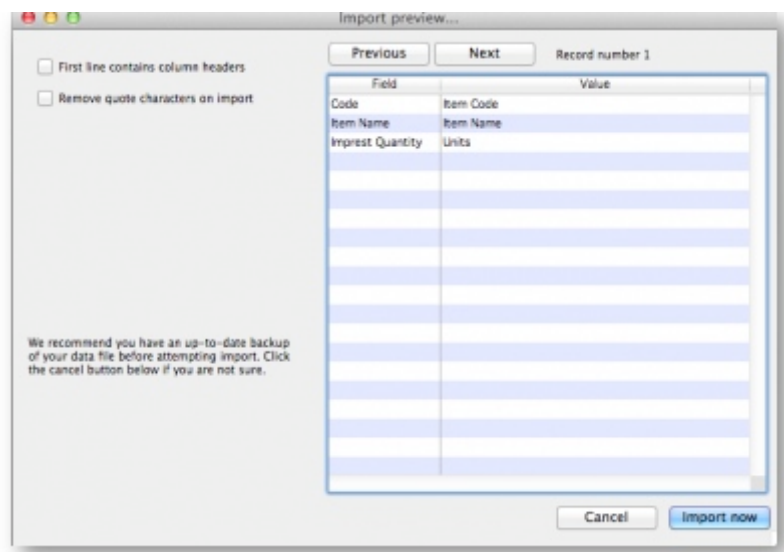 Import preview...
First line contains column headers
Remove quote characters on import
Previous Next Record number 1
Field Value
Code Item Code
Item Name Item Name
Imprest Quantity Units
We recommend you have an up-to-date backup
of your data file before attempting import. Click
the cancel button below if you are not sure.
Cancel Import now